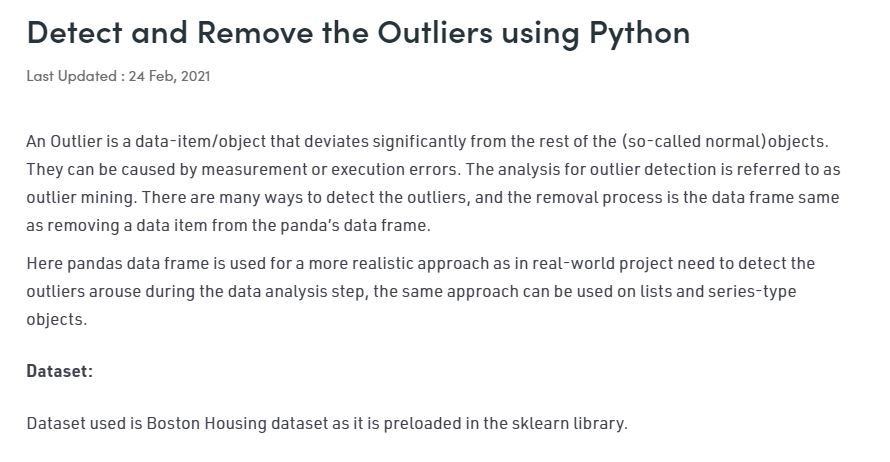 Detect and Remove the Outliers using Python
Last Updated : 24 Feb, 2021
An Outlier is a data-item/object that deviates significantly from the rest of the (so-called normal)objects.
They can be caused by measurement or execution errors. The analysis for outlier detection is referred to as
outlier mining. There are many ways to detect the outliers, and the removal process is the data frame same
as removing a data item from the panda’s data frame.
Here pandas data frame is used for a more realistic approach as in real-world project need to detect the
outliers arouse during the data analysis step, the same approach can be used on lists and series-type
objects.
Dataset:
Dataset used is Boston Housing dataset as it is preloaded in the sklearn library.